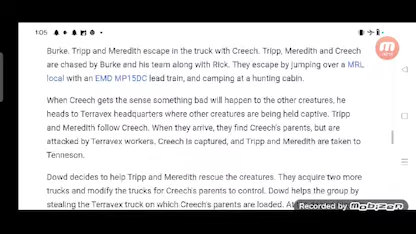 1:05
Burke. Tripp and Meredith escape in the truck with Creech. Tripp, Meredith and Creech
are chased by Burke and his team along with Rick. They escape by jumping over a MRL
local with an EMD MP15DC lead train, and camping at a hunting cabin.
When Creech gets the sense something bad will happen to the other creatures, he
heads to Terravex headquarters where other creatures are being held captive. Tripp
and Meredith follow Creech. When they arrive, they find Creech's parents, but are
attacked by Terravex workers, Creech is captured, and Tripp and Meredith are taken to
Tenneson.
Dowd decides to help Tripp and Meredith rescue the creatures. They acquire two more
trucks and modify the trucks for Creech's parents to control. Dowd helps the group by
stealing the Terravex truck on which Creech's parents are loaded. At
Recorded by Mobizen